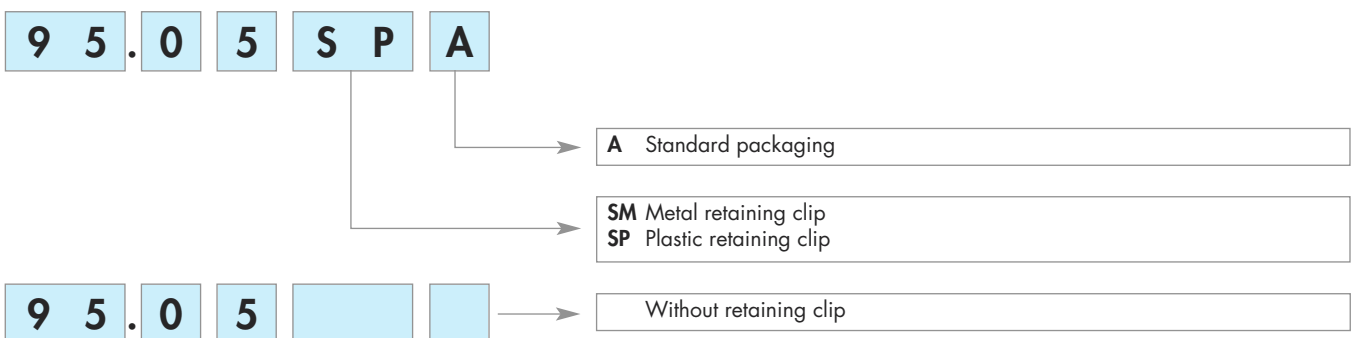 9 5.0 5 S P A
A Standard packaging
SM Metal retaining clip
SP Plastic retaining clip
9 5.0 5 Without retaining clip